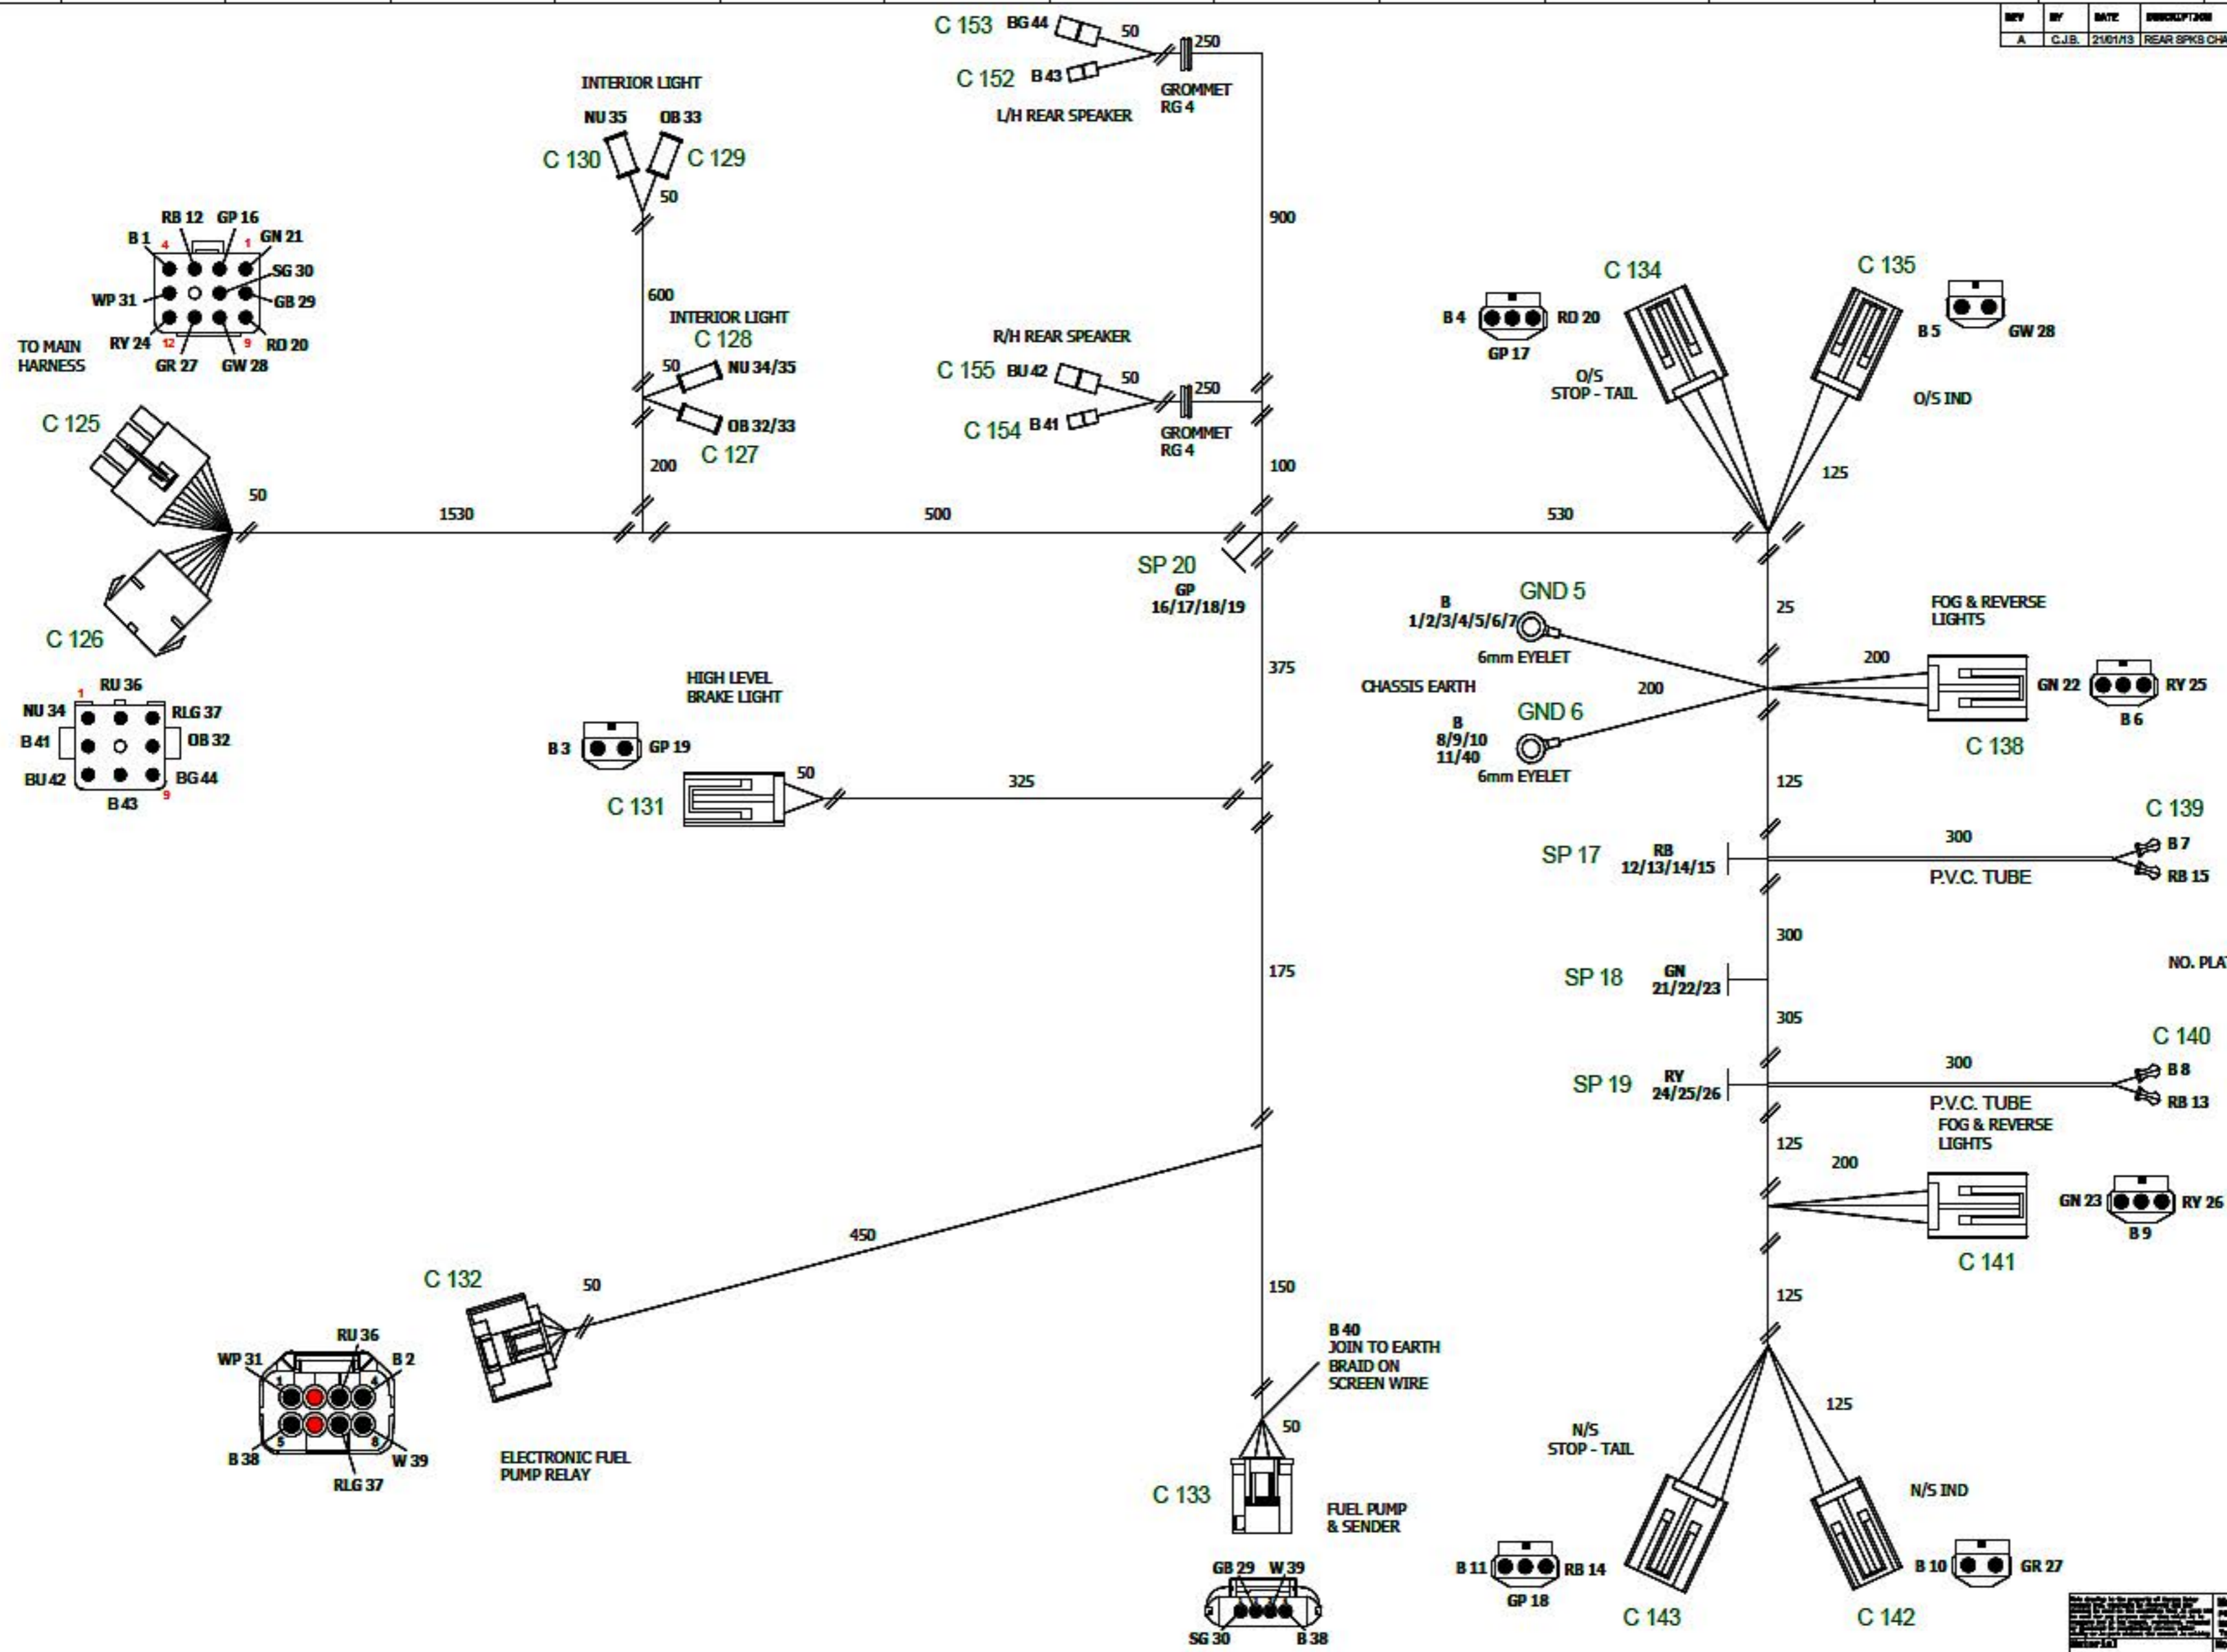 REV BY DATE DESCRIPTION
A C.J.B. 21/01/13 REAR SPKS CHA
C 153 BG 44 50 250
C 152 B 43
GROMMET
RG 4
L/H REAR SPEAKER
INTERIOR LIGHT
NU 35 OB 33
C 130 C 129
50
RB 12 GP 16
B 1 4 1 GN 21
SG 30
WP 31 GB 29
RY 24 12 9 RO 20
GR 27 GW 28
TO MAIN
HARNESS
900
600
INTERIOR LIGHT
C 128
50 NU 34/35
OB 32/33
C 127
200
R/H REAR SPEAKER
C 155 BU 42 50 250
C 154 B 41
GROMMET
RG 4
100
C 134
B 4 RO 20
GP 17
O/S
STOP - TAIL
C 135
B 5 GW 28
O/S IND
125
C 125
50
1530
500
530
C 126
SP 20
GP
16/17/18/19
1 RU 36
NU 34 RLG 37
B 41 OB 32
BU 42 BG 44
B 43 9
375
25
B
1/2/3/4/5/6/7
GND 5
6mm EYELET
CHASSIS EARTH
200
GND 6
B
8/9/10
11/40
6mm EYELET
FOG & REVERSE
LIGHTS
200
GN 22 RY 25
B 6
C 138
HIGH LEVEL
BRAKE LIGHT
B 3 GP 19
C 131
50
325
125
C 139
SP 17 RB
12/13/14/15
300
B 7
RB 15
P.V.C. TUBE
300
175
SP 18 GN
21/22/23
NO. PLA
305
C 140
SP 19 RY
24/25/26
300
B 8
RB 13
P.V.C. TUBE
FOG & REVERSE
LIGHTS
125
200
GN 23 RY 26
B 9
C 141
450
C 132
50
150
125
RU 36
WP 31 B 2
1 4
5 8
B 38 W 39
RLG 37
ELECTRONIC FUEL
PUMP RELAY
B 40
JOIN TO EARTH
BRAID ON
SCREEN WIRE
50
C 133
FUEL PUMP
& SENDER
GB 29 W 39
SG 30 B 38
125
N/S
STOP - TAIL
N/S IND
B 11 RB 14
GP 18
C 143
B 10 GR 27
C 142
Material